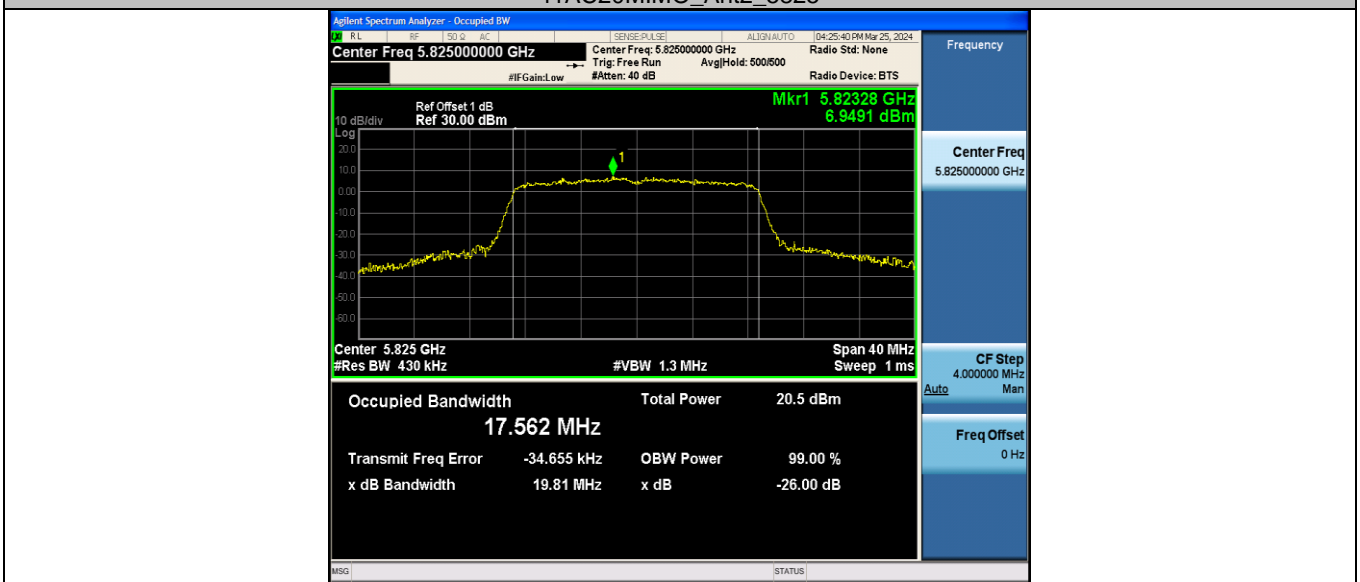 Agilent Spectrum Analyzer - Occupied BW
RL RF 50 Ω AC SENSE:PULSE ALIGNAUTO 04:25:40 PM Mar 25, 2024
Center Freq 5.825000000 GHz
Center Freq: 5.825000000 GHz
Radio Std: None
Trig: Free Run Avg|Hold: 500/500
#IFGain:Low
#Atten: 40 dB
Radio Device: BTS
Ref Offset 1 dB
Mkr1 5.82328 GHz
10 dB/div
Ref 30.00 dBm
6.9491 dBm
Log
20.0
1
10.0
0.00
-10.0
-20.0
-30.0
-40.0
-50.0
-60.0
Center 5.825 GHz
Span 40 MHz
#Res BW 430 kHz
#VBW 1.3 MHz
Sweep 1 ms
Occupied Bandwidth
Total Power 20.5 dBm
17.562 MHz
Transmit Freq Error -34.655 kHz OBW Power 99.00 %
x dB Bandwidth 19.81 MHz x dB -26.00 dB
MSG
STATUS
Frequency
Center Freq
5.825000000 GHz
CF Step
4.000000 MHz
Auto Man
Freq Offset
0 Hz